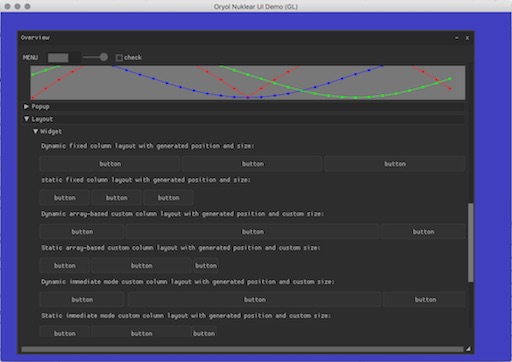 Oryol Nuklear UI Demo (GL)
Overview - x
MENU check
Popup
Layout
Widget
Dynamic fixed column layout with generated position and size:
button button button
static fixed column layout with generated position and size:
button button button
Dynamic array-based custom column layout with generated position and custom size:
button button button
Static array-based custom column layout with generated position and custom size:
button button button
Dynamic immediate mode custom column layout with generated position and custom size:
button button button
Static immediate mode custom column layout with generated position and custom size:
button button button